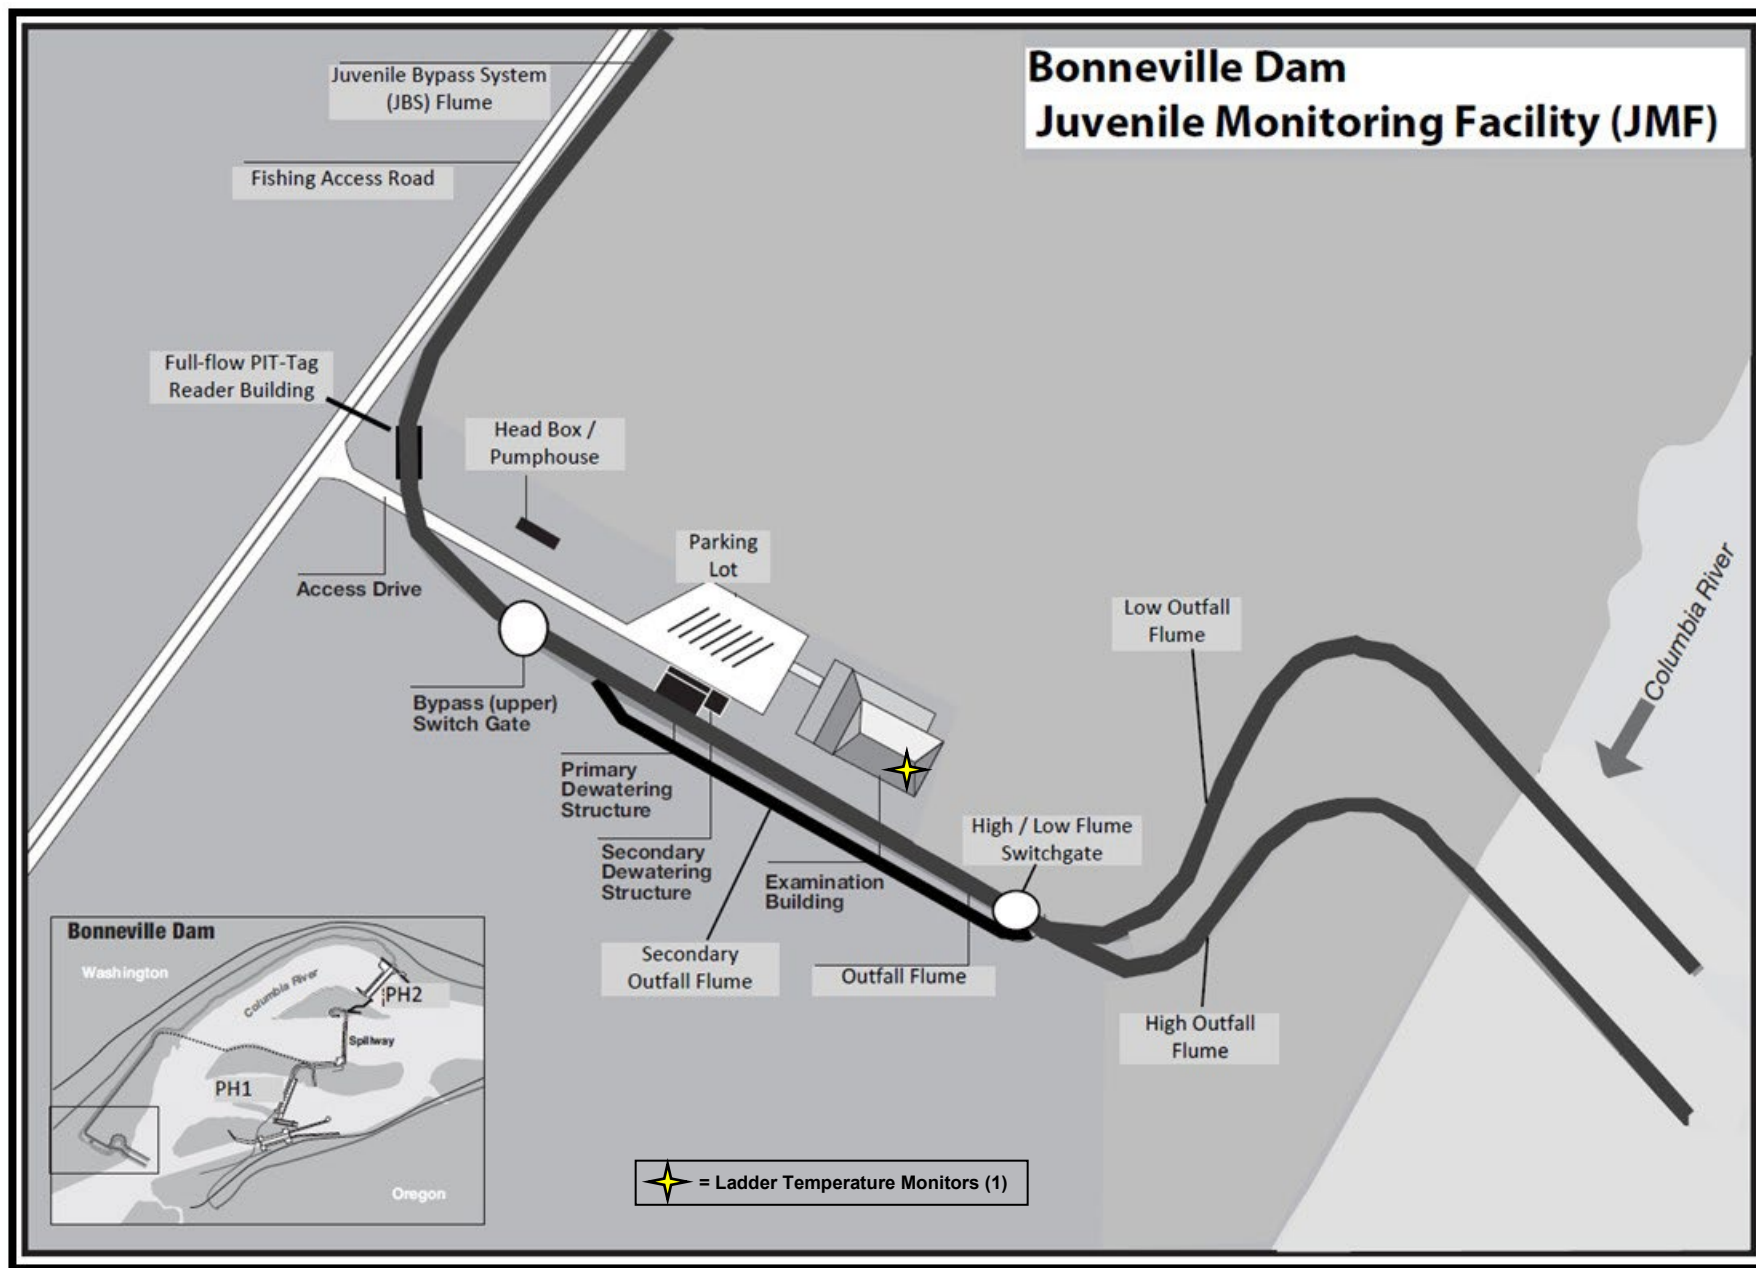 Bonneville Dam
Juvenile Monitoring Facility (JMF)
Juvenile Bypass System
(JBS) Flume
Fishing Access Road
Full-flow PIT-Tag
Reader Building
Head Box /
Pumphouse
Parking
Lot
Access Drive
Low Outfall
Flume
Columbia River
Bypass (upper)
Switch Gate
Primary
Dewatering
Structure
High / Low Flume
Switchgate
Secondary
Dewatering
Structure
Examination
Building
Secondary
Outfall Flume
Outfall Flume
High Outfall
Flume
Bonneville Dam
Washington
Columbia River
PH2
Spillway
PH1
Oregon
= Ladder Temperature Monitors (1)